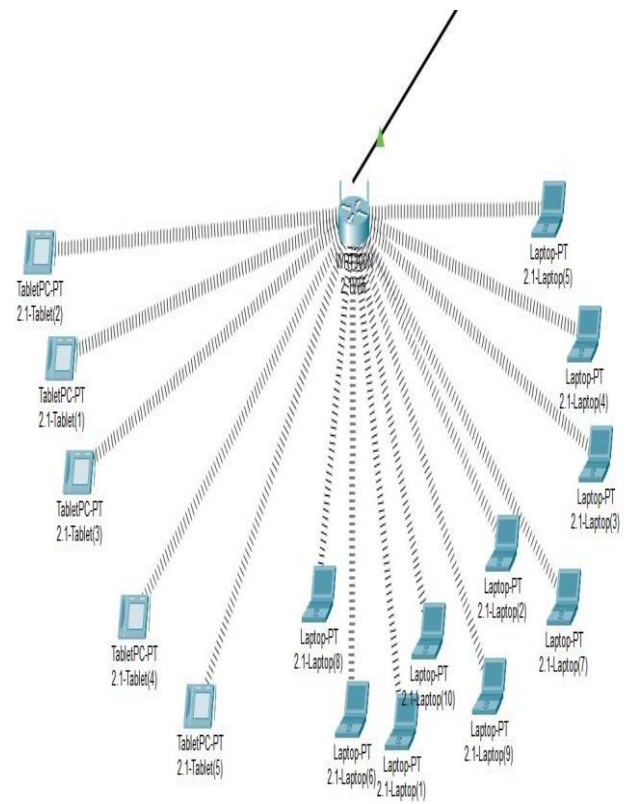 Laptop-PT
2.1-Laptop(5)
TabletPC-PT
2.1-Tablet(2)
Laptop-PT
2.1-Laptop(4)
TabletPC-PT
2.1-Tablet(1)
Laptop-PT
2.1-Laptop(3)
TabletPC-PT
2.1-Tablet(3)
Laptop-PT
2.1-Laptop(2)
Laptop-PT
2.1-Laptop(7)
Laptop-PT
2.1-Laptop(8)
TabletPC-PT
2.1-Tablet(4)
Laptop-PT
2.1-Laptop(10)
TabletPC-PT
2.1-Tablet(5)
Laptop-PT
2.1-Laptop(6)
Laptop-PT
2.1-Laptop(1)
Laptop-PT
2.1-Laptop(9)